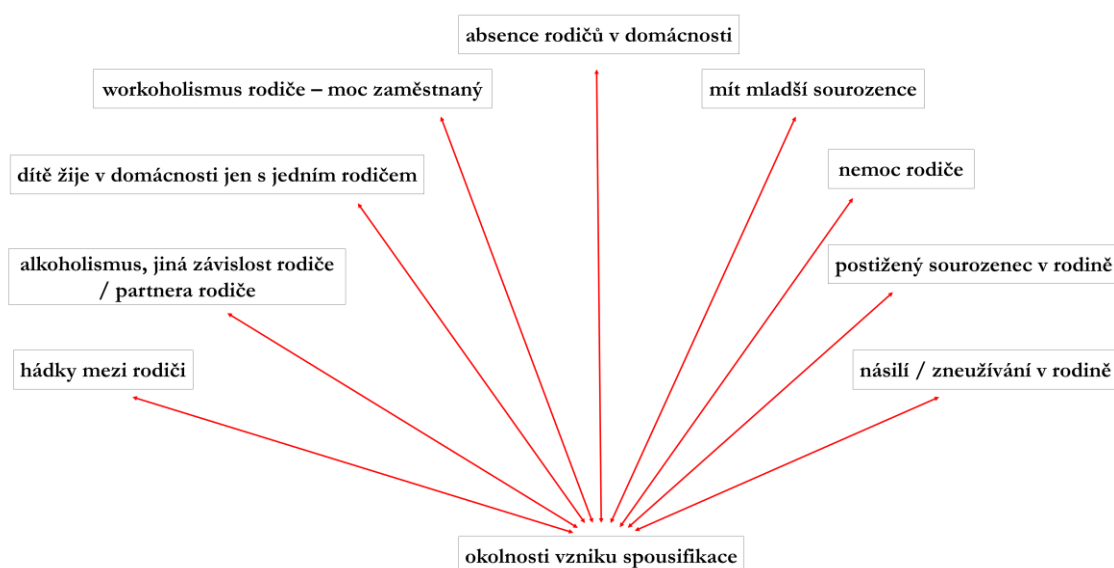 absence rodičů v domácnosti
workoholismus rodiče – moc zaměstnaný
mít mladší sourozence
dítě žije v domácnosti jen s jedním rodičem
nemoc rodiče
alkoholismus, jiná závislost rodiče
/ partnera rodiče
postižený sourozenec v rodině
hádky mezi rodiči
násilí / zneužívání v rodině
okolnosti vzniku spousifikace